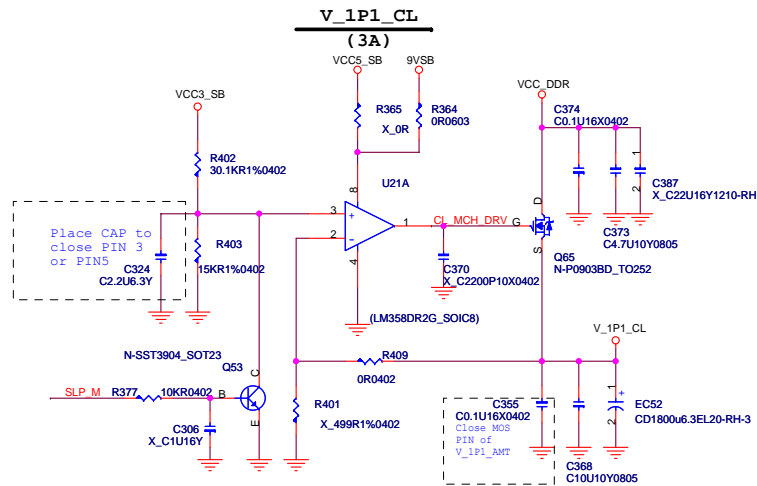 V_1P1_CL
(3A)
VCC5_SB
9VSB
VCC3_SB
VCC_DDR
R365
X_0R
R364
0R0603
C374
C0.1U16X0402
R402
30.1KR1%0402
U21A
8
3
+
2
-
1
4
CL_MCH_DRV
G
D
S
1
2
C387
X_C22U16Y1210-RH
C373
C4.7U10Y0805
Q65
N-P0903BD_TO252
Place CAP to
close PIN 3
or PIN5
R403
15KR1%0402
C324
C2.2U6.3Y
C370
X_C2200P10X0402
(LM358DR2G_SOIC8)
V_1P1_CL
N-SST3904_SOT23
Q53
R409
0R0402
SLP_M
R377
10KR0402
B
C
E
C306
X_C1U16Y
R401
X_499R1%0402
C355
C0.1U16X0402
Close MOS
PIN of
V_1P1_AMT
C368
C10U10Y0805
1
+
2
EC52
CD1800u6.3EL20-RH-3